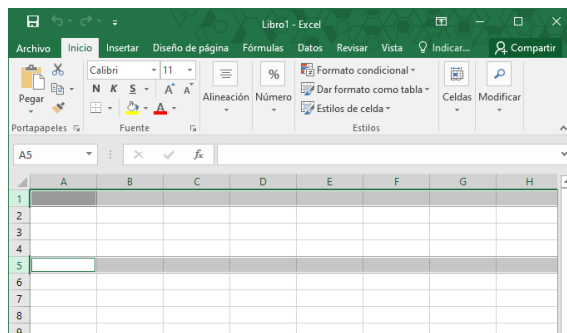 Libro1 - Excel
Archivo Inicio Insertar Diseño de página Fórmulas Datos Revisar Vista Indicar... Compartir
Pegar
Calibri 11
N K S A A
A
Alineación
%
Número
Formato condicional
Dar formato como tabla
Estilos de celda
Celdas
Modificar
Portapapeles Fuente Estilos
A5 fx
A B C D E F G H
1
2
3
4
5
6
7
8
9